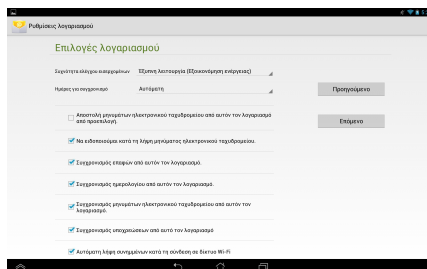 Ρυθμίσεις λογαριασμού
Επιλογές λογαριασμού
Συχνότητα ελέγχου εισερχομένων Έξυπνη λειτουργία (Εξοικονόμηση ενέργειας)
Ημέρες για συγχρονισμό Αυτόματη
Προηγούμενο
Αποστολή μηνυμάτων ηλεκτρονικού ταχυδρομείου από αυτόν τον λογαριασμό
από προεπιλογή.
Επόμενο
Να ειδοποιούμαι κατά τη λήψη μηνύματος ηλεκτρονικού ταχυδρομείου.
Συγχρονισμός επαφών από αυτόν τον λογαριασμό.
Συγχρονισμός ημερολογίου από αυτόν τον λογαριασμό.
Συγχρονισμός μηνυμάτων ηλεκτρονικού ταχυδρομείου από αυτόν τον
λογαριασμό.
Συγχρονισμός υποχρεώσεων από αυτό τον λογαριασμό
Αυτόματη λήψη συνημμένων κατά τη σύνδεση σε δίκτυο Wi-Fi